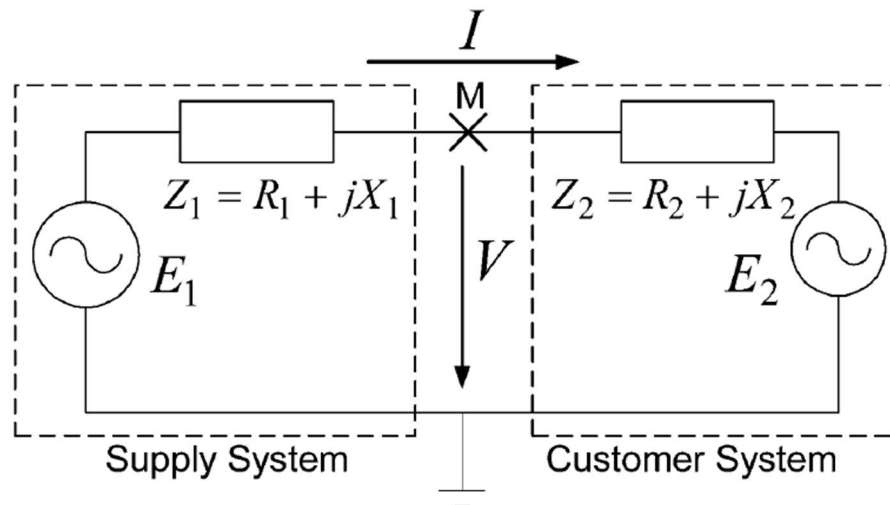 I
M
Z₁ = R₁ + jX₁
Z₂ = R₂ + jX₂
E₁
V
E₂
Supply System
Customer System